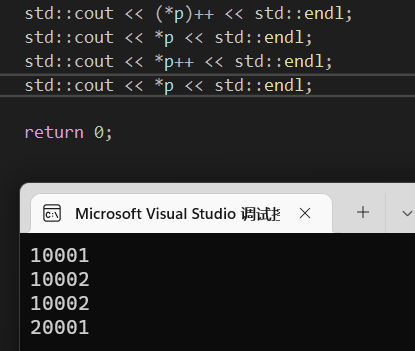 std::cout << (*p)++ << std::endl;
std::cout << *p << std::endl;
std::cout << *p++ << std::endl;
std::cout << *p << std::endl;
return 0;
Microsoft Visual Studio 调试
10001
10002
10002
20001